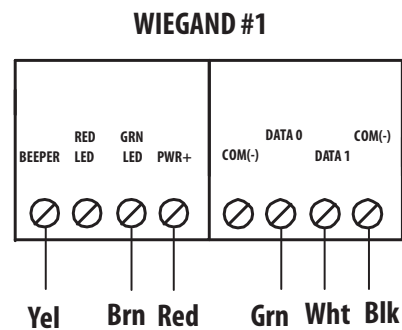 WIEGAND #1
RED GRN DATA 0 COM(-)
BEEPER LED LED PWR+ COM(-) DATA 1
Yel Brn Red Grn Wht Blk